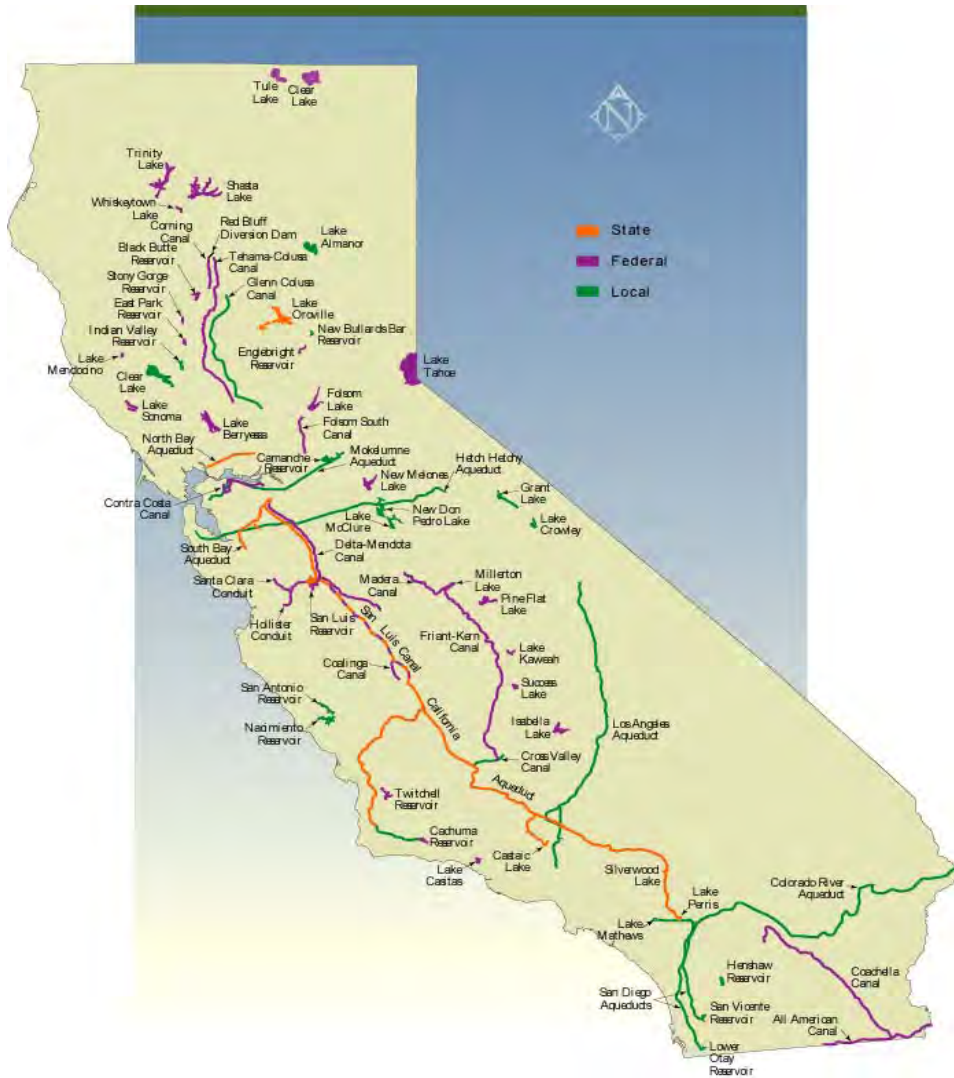 Tule
Lake
Clear
Lake
N
Trinity
Lake
Shasta
Lake
Whiskeytown
Lake
Corning
Canal
Red Bluff
Diversion Dam
Lake
Almanor
State
Federal
Local
Black Butte
Reservoir
Tehama-Colusa
Canal
Stony Gorge
Reservoir
Glenn Colusa
Canal
East Park
Reservoir
Lake
Oroville
Indian Valley
Reservoir
New Bullards Bar
Reservoir
Lake
Mendocino
Englebright
Reservoir
Lake
Tahoe
Clear
Lake
Lake
Sonoma
Folsom
Lake
Lake
Berryessa
Folsom South
Canal
North Bay
Aqueduct
Camanche
Reservoir
Mokelumne
Aqueduct
Hetch Hetchy
Aqueduct
New Melones
Lake
Grant
Lake
Contra Costa
Canal
New Don
Pedro Lake
Lake
McClure
Lake
Crowley
South Bay
Aqueduct
Delta-Mendota
Canal
Santa Clara
Conduit
Madera
Canal
Millerton
Lake
Pine Flat
Lake
Hollister
Conduit
San Luis
Reservoir
San Luis Canal
Friant-Kern
Canal
Lake
Kaweah
Coalinga
Canal
Success
Lake
San Antonio
Reservoir
Nacimiento
Reservoir
California
Aqueduct
Isabella
Lake
Los Angeles
Aqueduct
Cross Valley
Canal
Twitchell
Reservoir
Cachuma
Reservoir
Lake
Casitas
Castaic
Lake
Silverwood
Lake
Lake
Perris
Colorado River
Aqueduct
Lake
Mathews
Henshaw
Reservoir
Coachella
Canal
San Diego
Aqueducts
San Vicente
Reservoir
All American
Canal
Lower
Otay
Reservoir